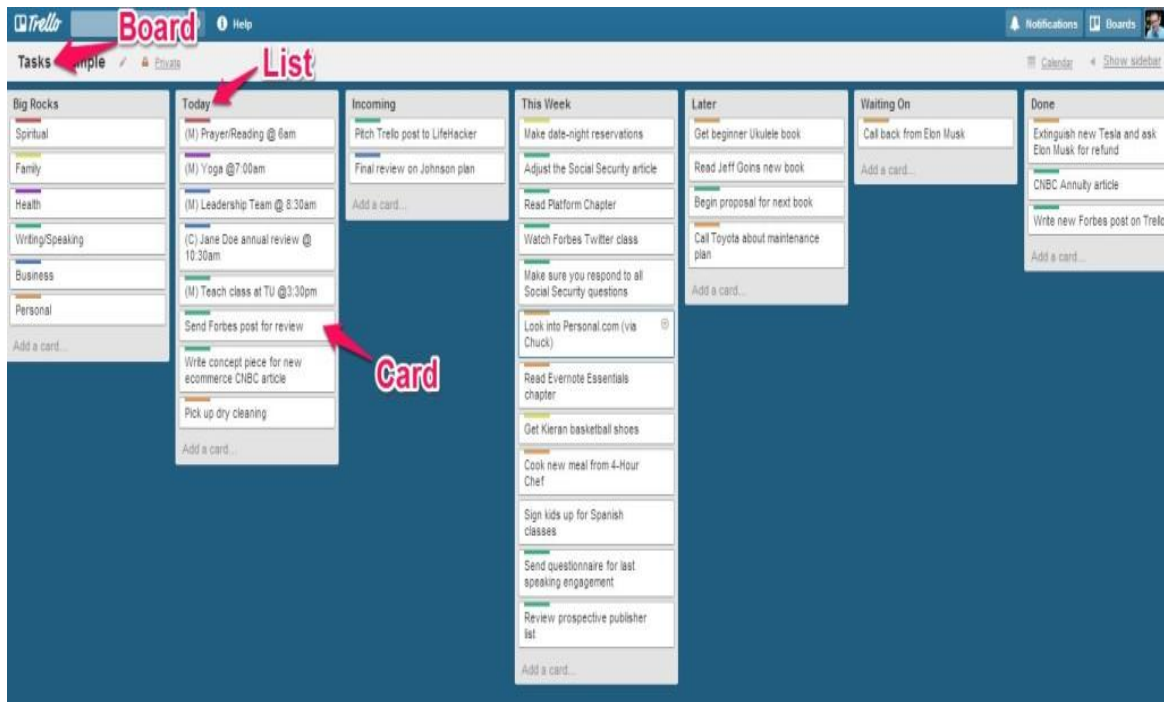 Trello
Board
Help
Notifications
Boards
Tasks
Private
List
Calendar
Show sidebar
Big Rocks
Spiritual
Family
Health
Writing/Speaking
Business
Personal
Add a card...
Today
(M) Prayer/Reading @ 6am
(M) Yoga @7:00am
(M) Leadership Team @ 8:30am
(C) Jane Doe annual review @
10:30am
(M) Teach class at TU @3:30pm
Send Forbes post for review
Write concept piece for new
ecommerce CNBC article
Pick up dry cleaning
Add a card...
Card
Incoming
Pitch Trello post to LifeHacker
Final review on Johnson plan
Add a card...
This Week
Make date-night reservations
Adjust the Social Security article
Read Platform Chapter
Watch Forbes Twitter class
Make sure you respond to all
Social Security questions
Look into Personal.com (via
Chuck)
Read Evernote Essentials
chapter
Get Kieran basketball shoes
Cook new meal from 4-Hour
Chef
Sign kids up for Spanish
classes
Send questionnaire for last
speaking engagement
Review prospective publisher
list
Add a card...
Later
Get beginner Ukulele book
Read Jeff Goins new book
Begin proposal for next book
Call Toyota about maintenance
plan
Add a card...
Waiting On
Call back from Elon Musk
Add a card...
Done
Extinguish new Tesla and ask
Elon Musk for refund
CNBC Annuity article
Write new Forbes post on Trello
Add a card...